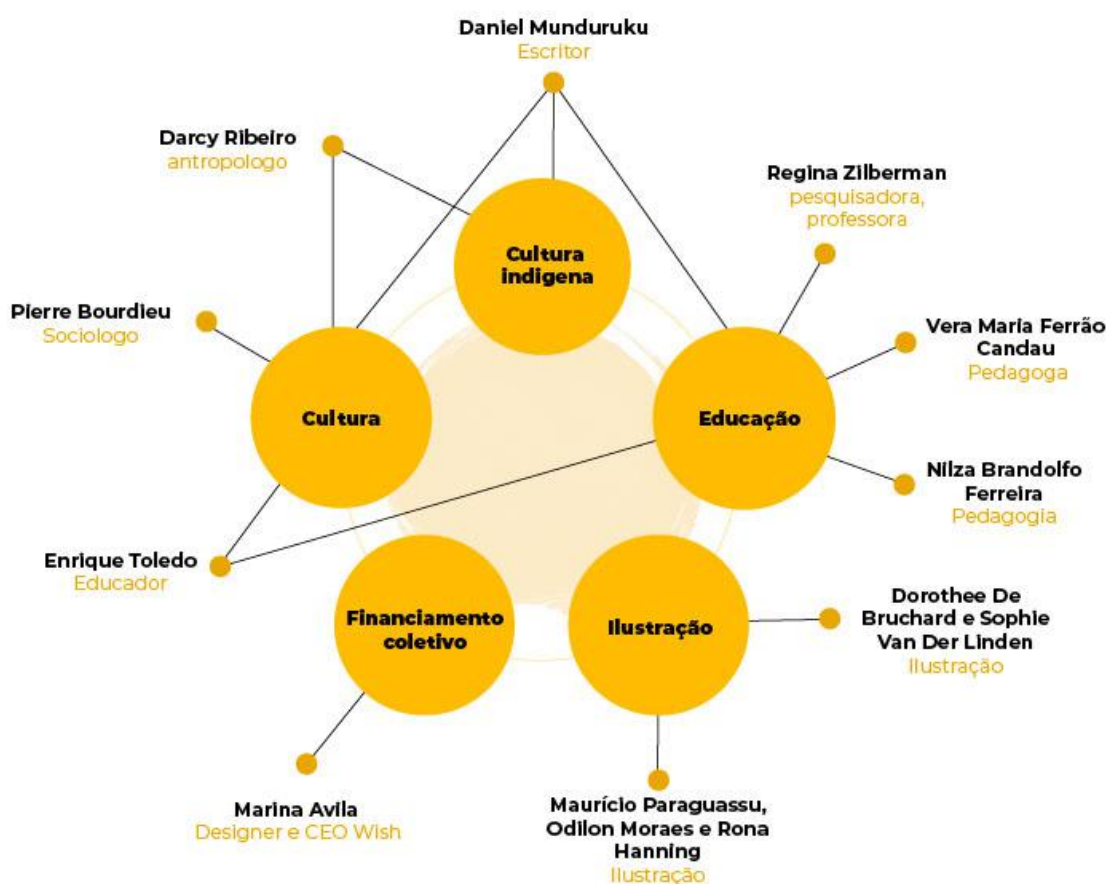 Daniel Munduruku
Escritor
Darcy Ribeiro
antropologo
Regina Zilberman
pesquisadora,
professora
Cultura
indigena
Pierre Bourdieu
Sociologo
Vera Maria Ferrão
Candau
Pedagoga
Cultura
Educação
Nilza Brandolfo
Ferreira
Pedagogia
Enrique Toledo
Educador
Financiamento
coletivo
Ilustração
Dorothee De
Bruchard e Sophie
Van Der Linden
Ilustração
Marina Avila
Designer e CEO Wish
Maurício Paraguassu,
Odilon Moraes e Rona
Hanning
Ilustração